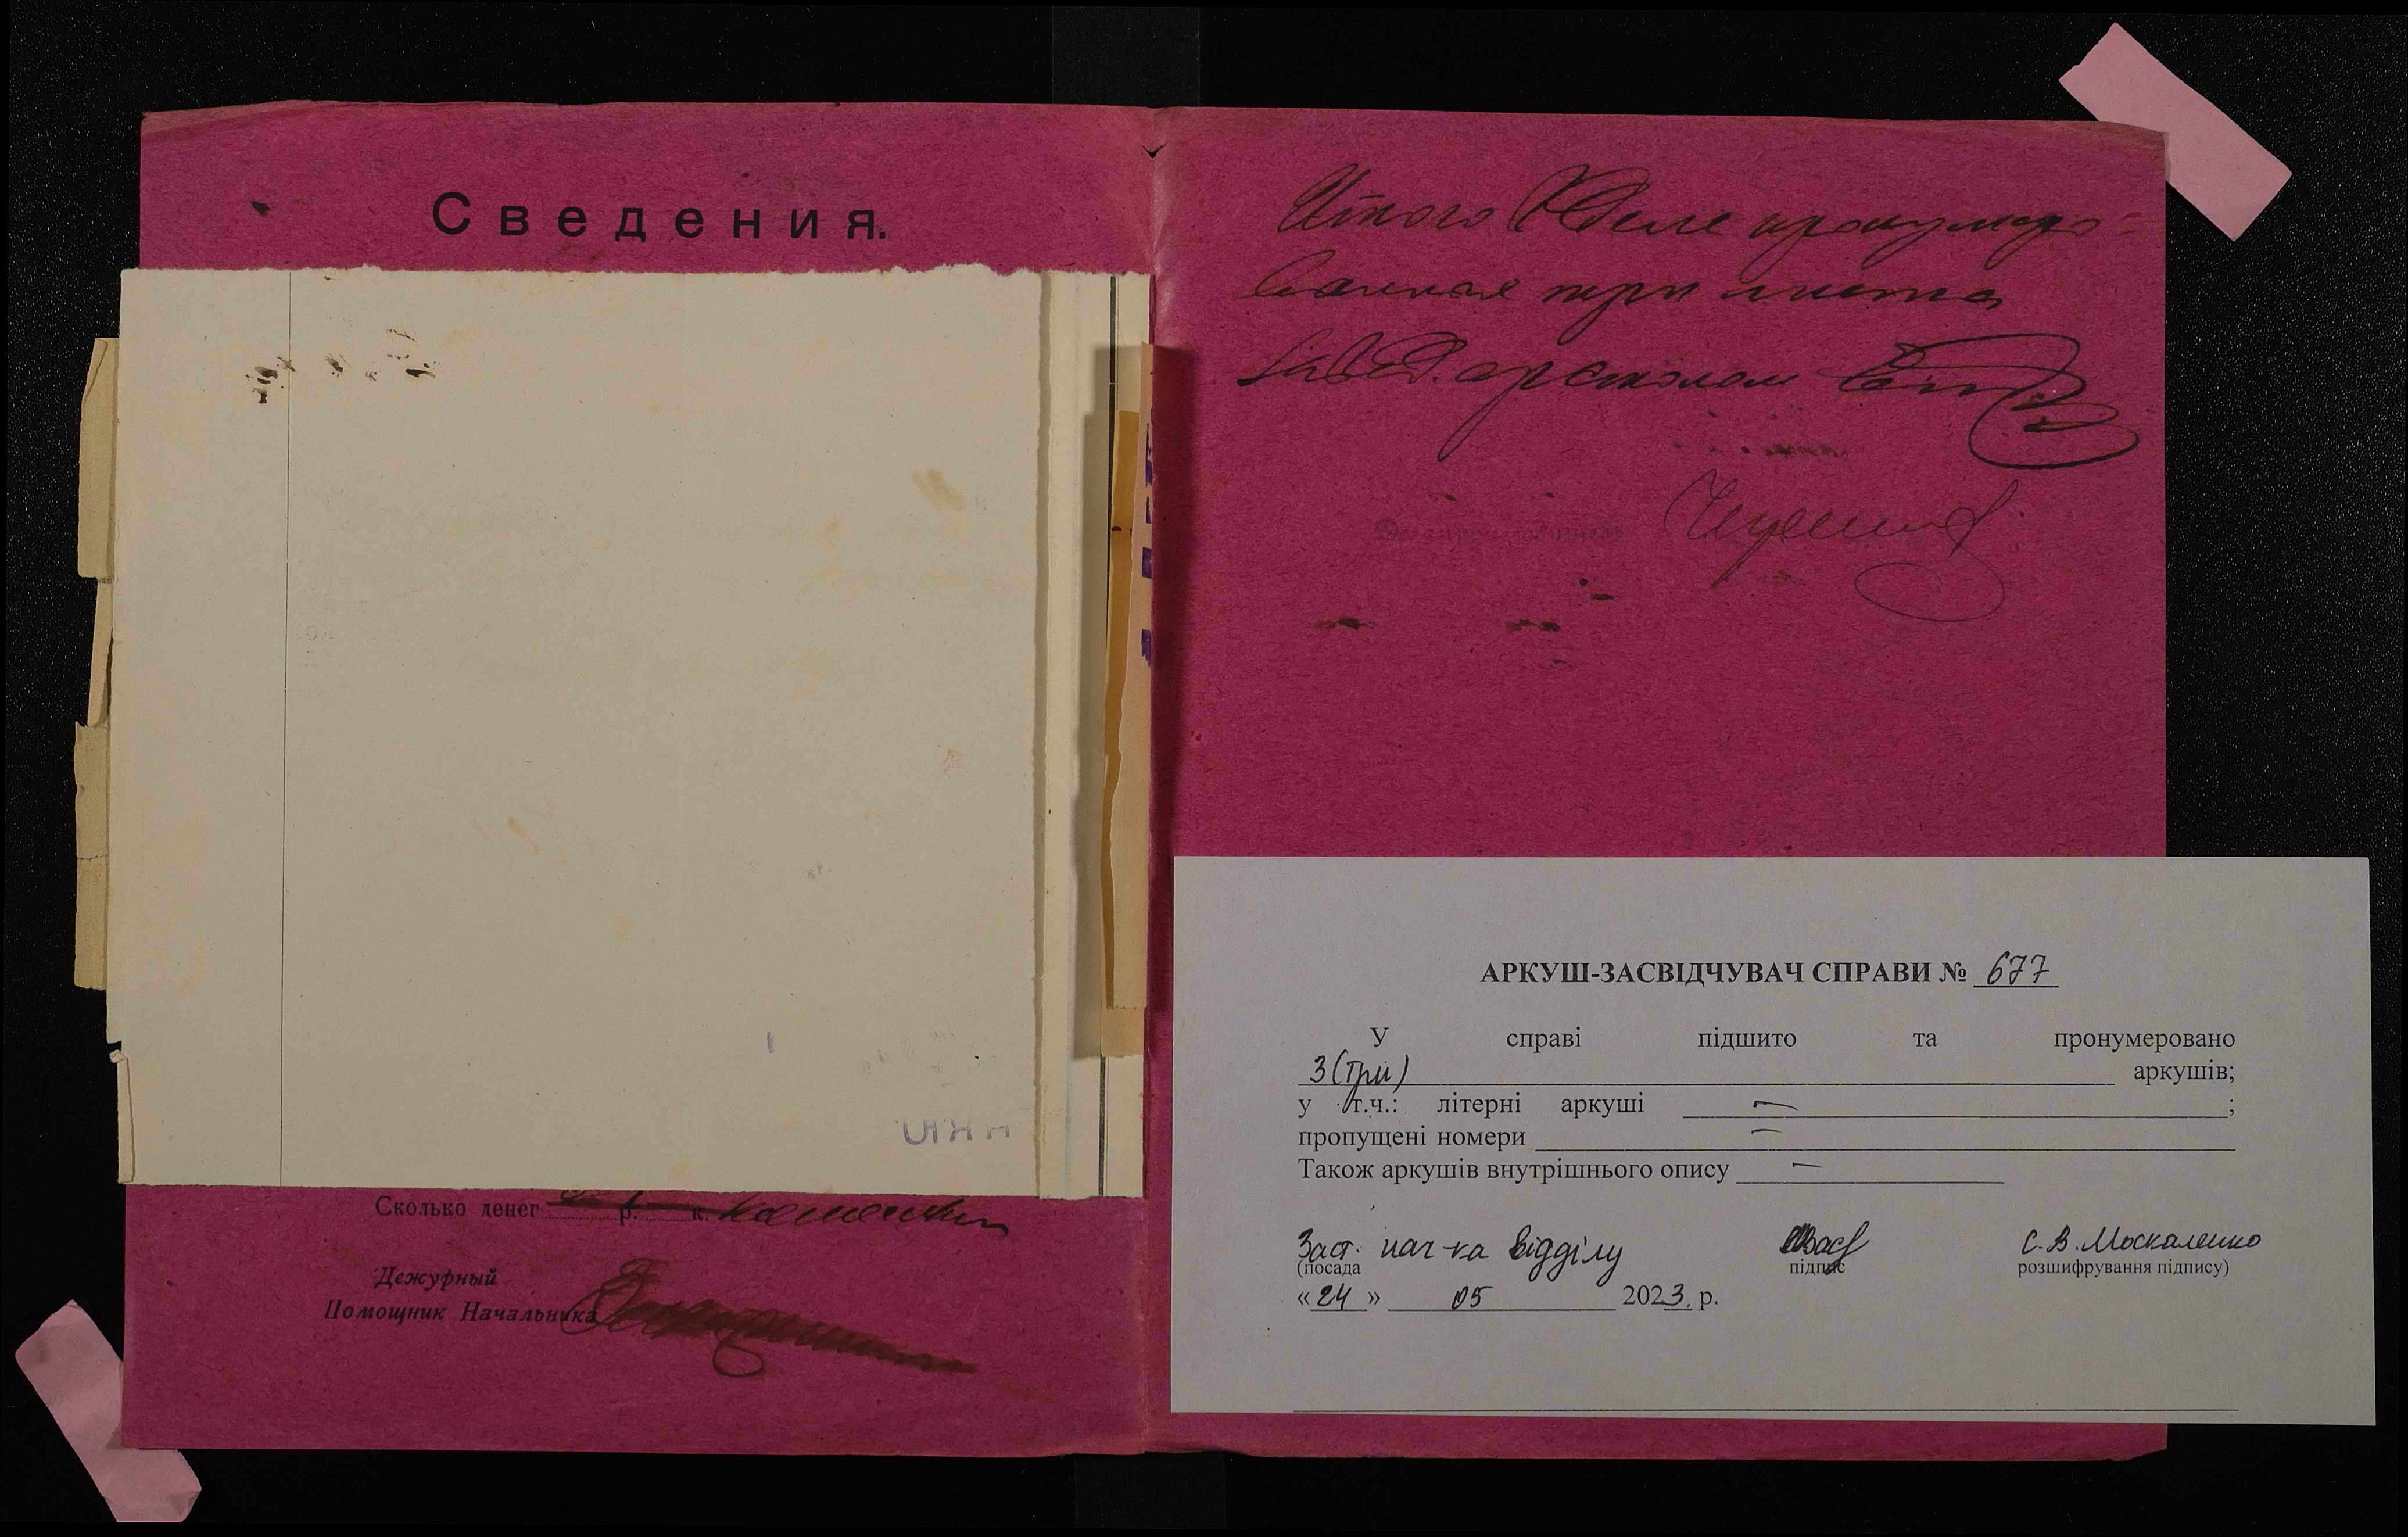 Сведения.
Сколько денег р. к.
Дежурный
Помощник Начальника
Итого в деле пронумеро-
ванная три листа
Завед. арестолом
АРКУШ-ЗАСВІДЧУВАЧ СПРАВИ № 677
У справі підшито та пронумеровано
3 (три) аркушів;
у т.ч.: літерні аркуші — ;
пропущені номери —
Також аркушів внутрішнього опису —
Заст. нач-ка відділу С.В. Москаленко
(посада підпис розшифрування підпису)
« 24 » 05 2023. р.